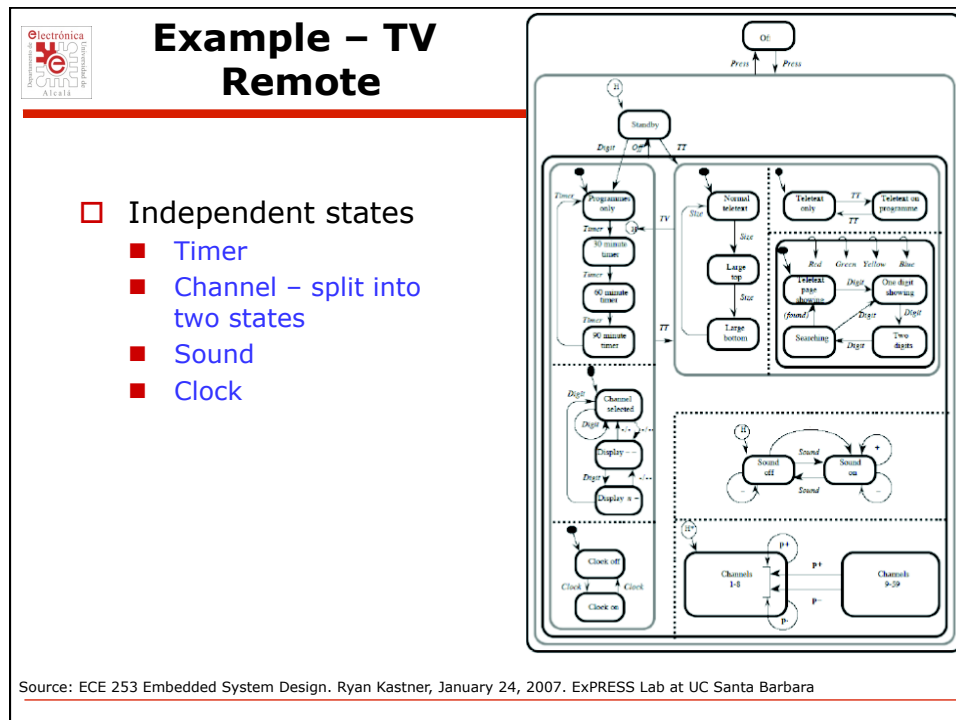 electrónica
Departamento de
Universidad de
Alcalá
Example – TV
Remote
Independent states
Timer
Channel – split into
two states
Sound
Clock
Off
Press
Press
H
Standby
Digit
Off
TT
Timer
Programmes
only
Timer
30 minute
timer
Timer
60 minute
timer
Timer
90 minute
timer
TV
H
TT
Normal
teletext
Size
Size
Large
top
Size
Large
bottom
Teletext
only
TT
TT
Teletext on
programme
Red
Green
Yellow
Blue
Teletext
page
showing
Digit
One digit
showing
(found)
Digit
Digit
Searching
Digit
Two
digits
Digit
Channel
selected
Digit
-/--
-/--
Display – –
Digit
-/--
Display n –
Clock off
Clock
Clock
Clock on
H
Sound
off
Sound
Sound
Sound
on
+
–
–
H*
Channels
1-8
P+
P-
P+
P–
Channels
9-59
Source: ECE 253 Embedded System Design. Ryan Kastner, January 24, 2007. ExPRESS Lab at UC Santa Barbara